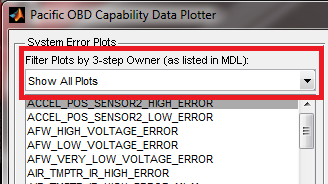 Pacific OBD Capability Data Plotter
System Error Plots
Filter Plots by 3-step Owner (as listed in MDL):
Show All Plots
ACCEL_POS_SENSOR2_HIGH_ERROR
ACCEL_POS_SENSOR2_LOW_ERROR
AFW_HIGH_VOLTAGE_ERROR
AFW_LOW_VOLTAGE_ERROR
AFW_VERY_LOW_VOLTAGE_ERROR
AIR_TMPTR_IR_HIGH_ERROR